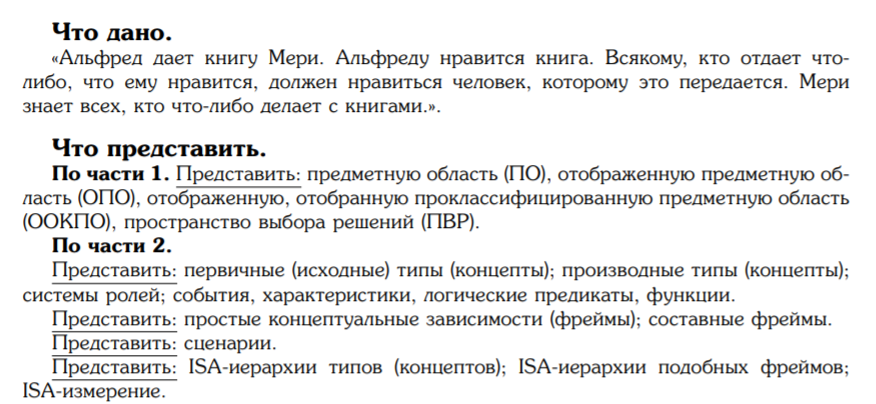 Что дано.
«Альфред дает книгу Мери. Альфреду нравится книга. Всякому, кто отдает что-
либо, что ему нравится, должен нравиться человек, которому это передается. Мери
знает всех, кто что-либо делает с книгами.».
Что представить.
По части 1. Представить: предметную область (ПО), отображенную предметную об-
ласть (ОПО), отображенную, отобранную проклассифицированную предметную область
(ООКПО), пространство выбора решений (ПВР).
По части 2.
Представить: первичные (исходные) типы (концепты); производные типы (концепты);
системы ролей; события, характеристики, логические предикаты, функции.
Представить: простые концептуальные зависимости (фреймы); составные фреймы.
Представить: сценарии.
Представить: ISA-иерархии типов (концептов); ISA-иерархии подобных фреймов;
ISA-измерение.